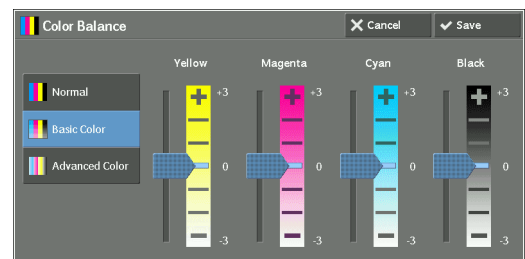 Color Balance
Cancel
Save
Yellow Magenta Cyan Black
Normal
Basic Color
Advanced Color
+3 +3 +3 +3
0 0 0 0
-3 -3 -3 -3